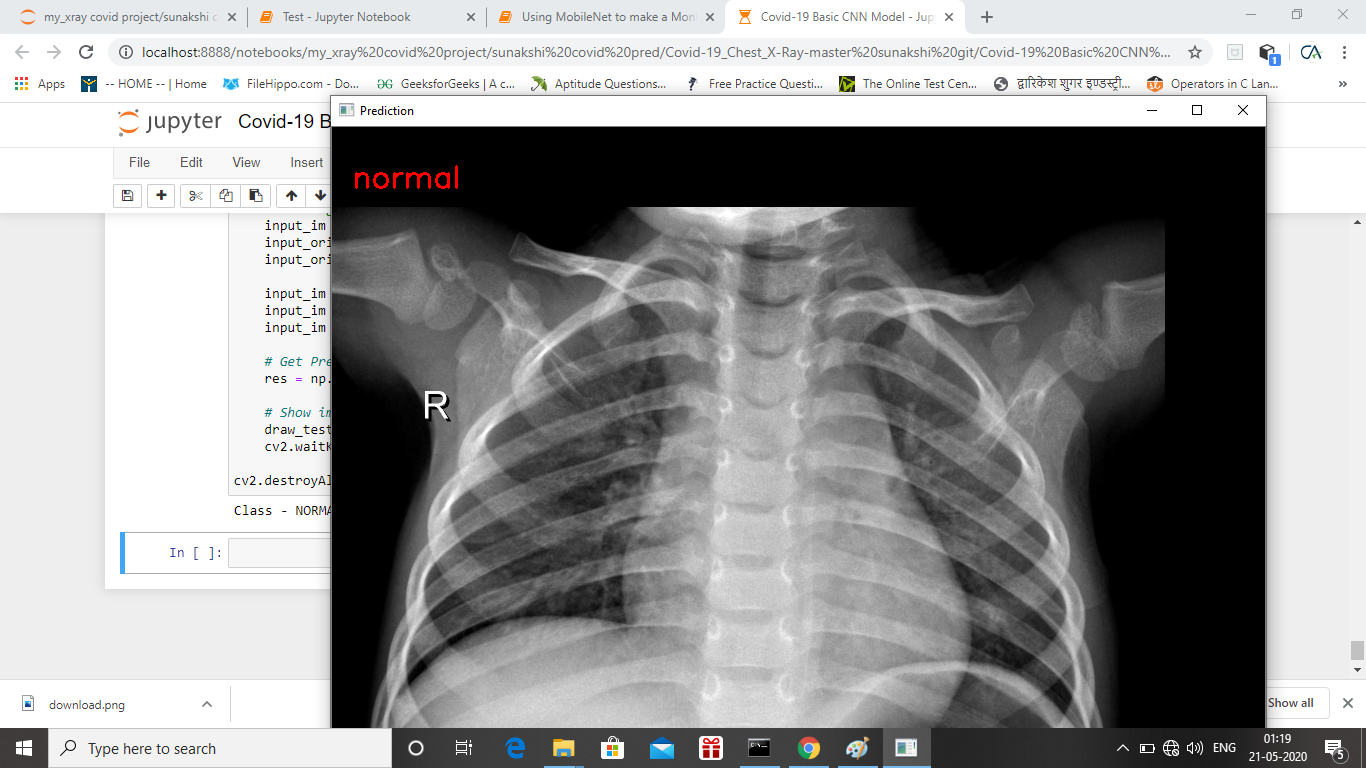 my_xray covid project/sunakshi c
Test - Jupyter Notebook
Using MobileNet to make a Mon
Covid-19 Basic CNN Model - Jup
localhost:8888/notebooks/my_xray%20covid%20project/sunakshi%20covid%20pred/Covid-19_Chest_X-Ray-master%20sunakshi%20git/Covid-19%20Basic%20CNN%...
1
CA
Apps
-- HOME -- | Home
FileHippo.com - Do...
GeeksforGeeks | A c...
Aptitude Questions...
Free Practice Questi...
The Online Test Cen...
द्वारिकेश शुगर इण्डस्ट्री...
Operators in C Lan...
»
Prediction
jupyter
Covid-19 B
File
Edit
View
Insert
normal
input_im
input_ori
input_ori
input_im
input_im
input_im
# Get Pre
res = np.
# Show im
draw_test
cv2.waitK
cv2.destroyAl
Class - NORMA
In [ ]:
R
download.png
Show all
Type here to search
ENG
01:19
21-05-2020
5